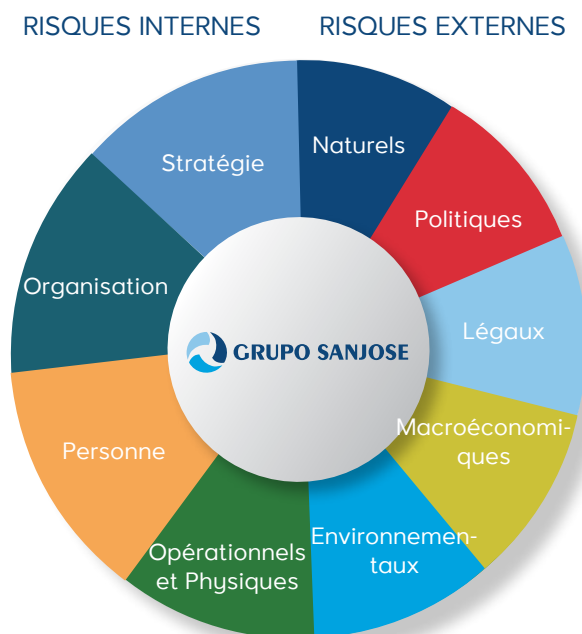 RISQUES INTERNES
RISQUES EXTERNES
Stratégie
Naturels
Politiques
Organisation
Légaux
GRUPO SANJOSE
Macroéconomi-
ques
Personne
Opérationnels
et Physiques
Environnemen-
taux